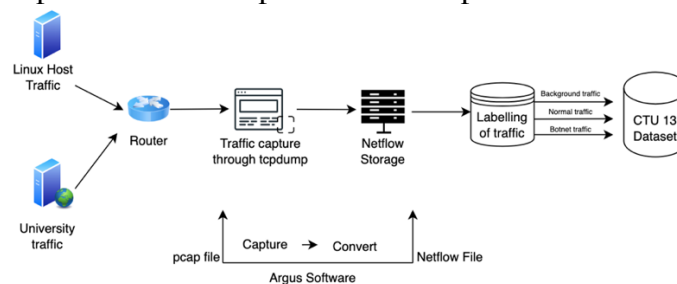 Linux Host
Traffic
University
traffic
Router
Traffic capture
through tcpdump
Netflow
Storage
Labelling
of traffic
Background traffic
Normal traffic
Botnet traffic
CTU 13
Dataset
pcap file
Capture
Convert
Netflow File
Argus Software